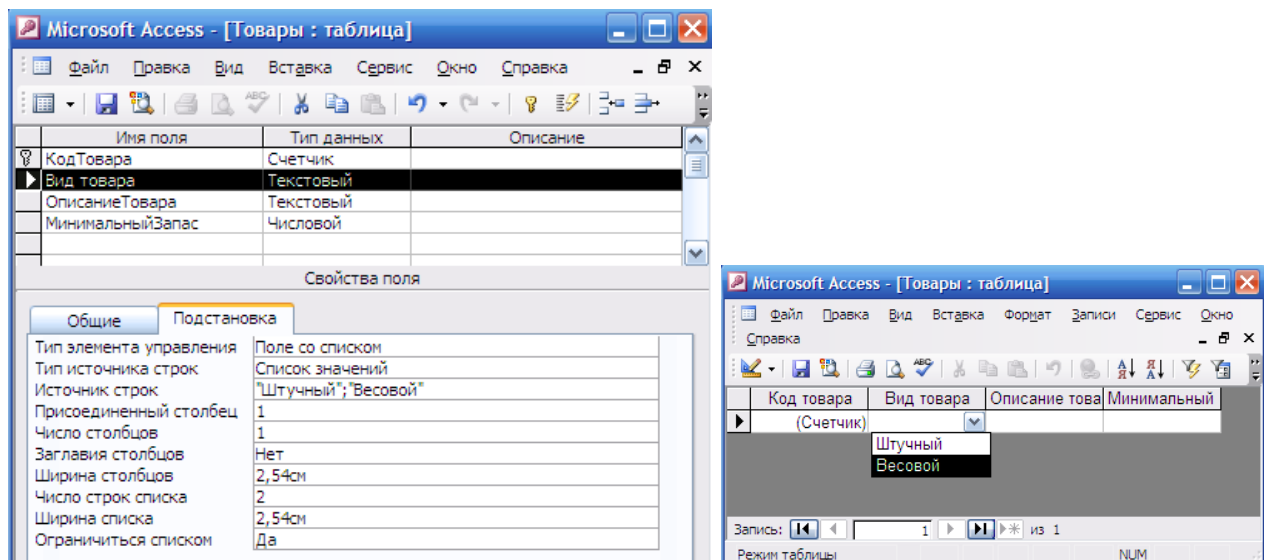 Microsoft Access - [Товары : таблица]
Файл Правка Вид Вставка Сервис Окно Справка
Имя поля Тип данных Описание
КодТовара Счетчик
Вид товара Текстовый
ОписаниеТовара Текстовый
МинимальныйЗапас Числовой
Свойства поля
Общие Подстановка
Тип элемента управления Поле со списком
Тип источника строк Список значений
Источник строк "Штучный";"Весовой"
Присоединенный столбец 1
Число столбцов 1
Заглавия столбцов Нет
Ширина столбцов 2,54см
Число строк списка 2
Ширина списка 2,54см
Ограничиться списком Да
Microsoft Access - [Товары : таблица]
Файл Правка Вид Вставка Формат Записи Сервис Окно
Справка
Код товара Вид товара Описание това Минимальный
(Счетчик)
Штучный
Весовой
Запись: 1 из 1
Режим таблицы NUM